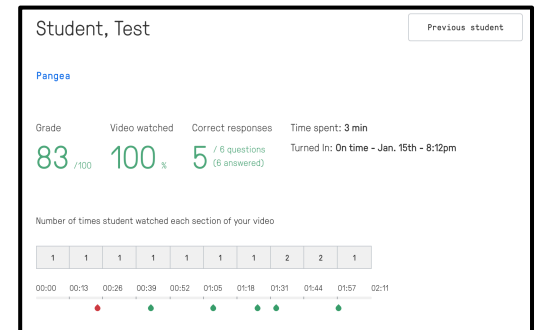 Student, Test
Previous student
Pangea
Grade
Video watched
Correct responses
Time spent: 3 min
83 /100
100 %
5 / 6 questions
(6 answered)
Turned In: On time - Jan. 15th - 8:12pm
Number of times student watched each section of your video
1 1 1 1 1 1 1 2 2 1
00:00 00:13 00:26 00:39 00:52 01:05 01:18 01:31 01:44 01:57 02:11